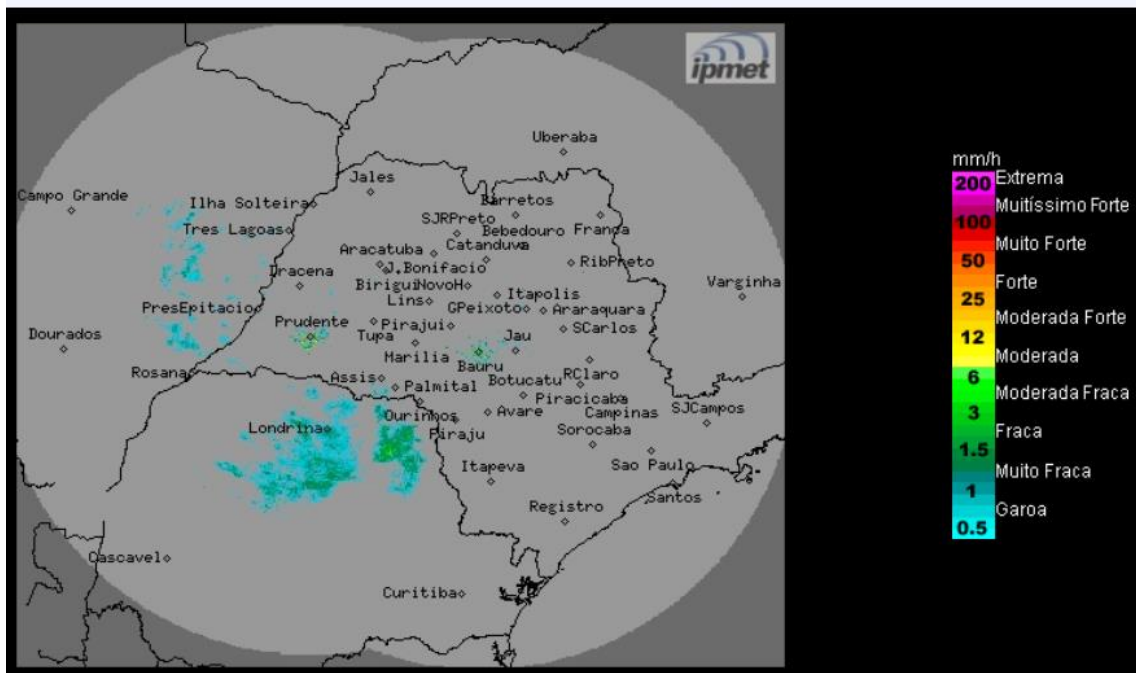 ipmet
Uberaba
Jales
Campo Grande
Ilha Solteira
Barretos
SJRPreto
Tres Lagoas
Bebedouro
Franca
Aracatuba
Catanduva
Dracena
J.Bonifacio
RibPreto
Birigui
NovoH
Varginha
Lins
Itapolis
PresEpitacio
GPeixoto
Araraquara
Prudente
Tupa
Pirajui
SCarlos
Dourados
Marilia
Jau
Bauru
Rosana
Assis
Palmital
Botucatu
RClaro
Piracicaba
Ourinhos
Avare
Campinas
SJCampos
Londrina
Piraju
Sorocaba
Itapeva
Sao Paulo
Santos
Registro
Cascavel
Curitiba
mm/h
200 Extrema
Muitíssimo Forte
100
Muito Forte
50
Forte
25
Moderada Forte
12
Moderada
6
Moderada Fraca
3
Fraca
1.5
Muito Fraca
1
Garoa
0.5